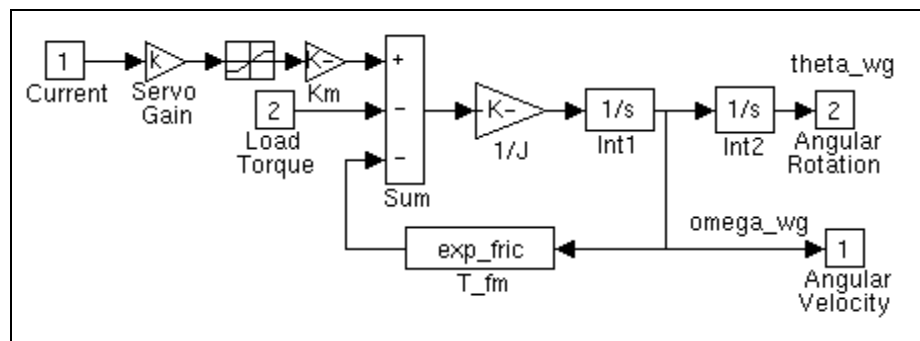 1
Current
K
Servo
Gain
K-
Km
2
Load
Torque
+
−
−
Sum
K-
1/J
1/s
Int1
1/s
Int2
theta_wg
2
Angular
Rotation
exp_fric
T_fm
omega_wg
1
Angular
Velocity